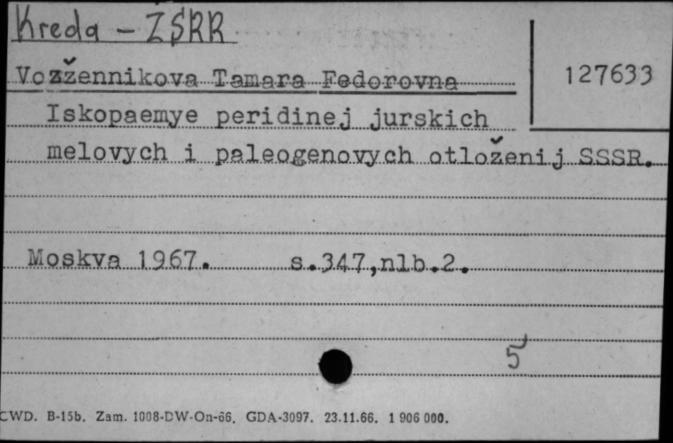 Kreda - ZSRR
Vozžennikova Tamara Fedorovna
127633
Iskopaemye peridinej jurskich
melovych i paleogenovych otloženij SSSR.
Moskva 1967. s.347,nlb.2.
5
CWD. B-15b. Zam. 1008-DW-On-66. GDA-3097. 23.11.66. 1 906 000.